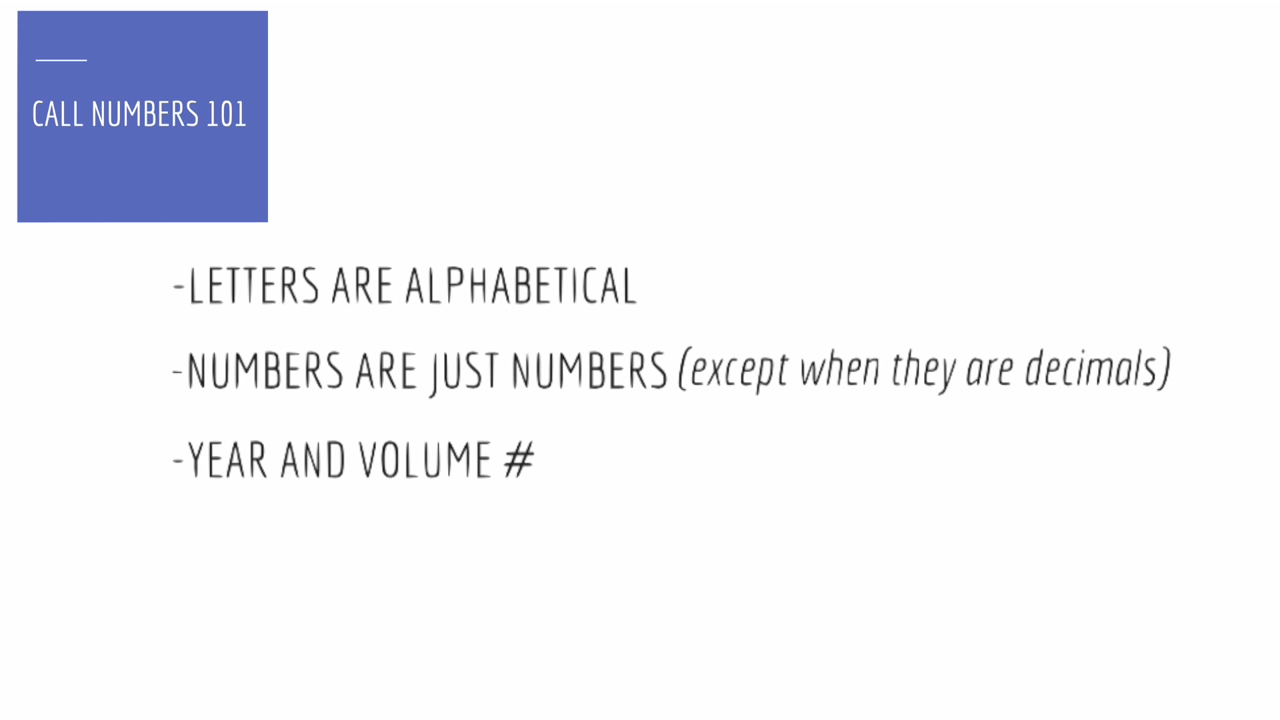 CALL NUMBERS 101
-LETTERS ARE ALPHABETICAL
-NUMBERS ARE JUST NUMBERS (except when they are decimals)
-YEAR AND VOLUME #